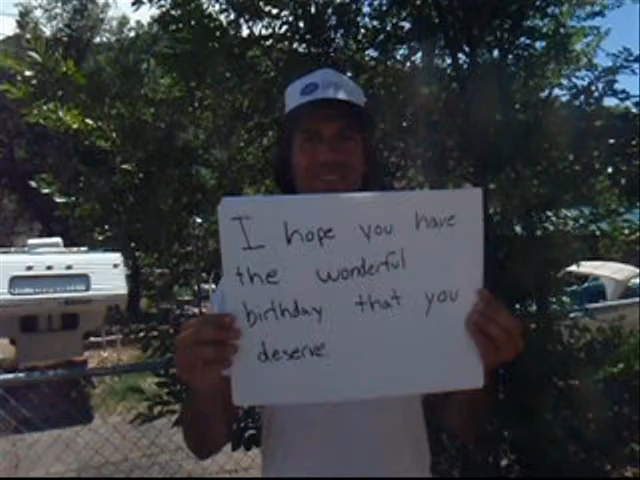 I hope you have
the wonderful
birthday that you
deserve.